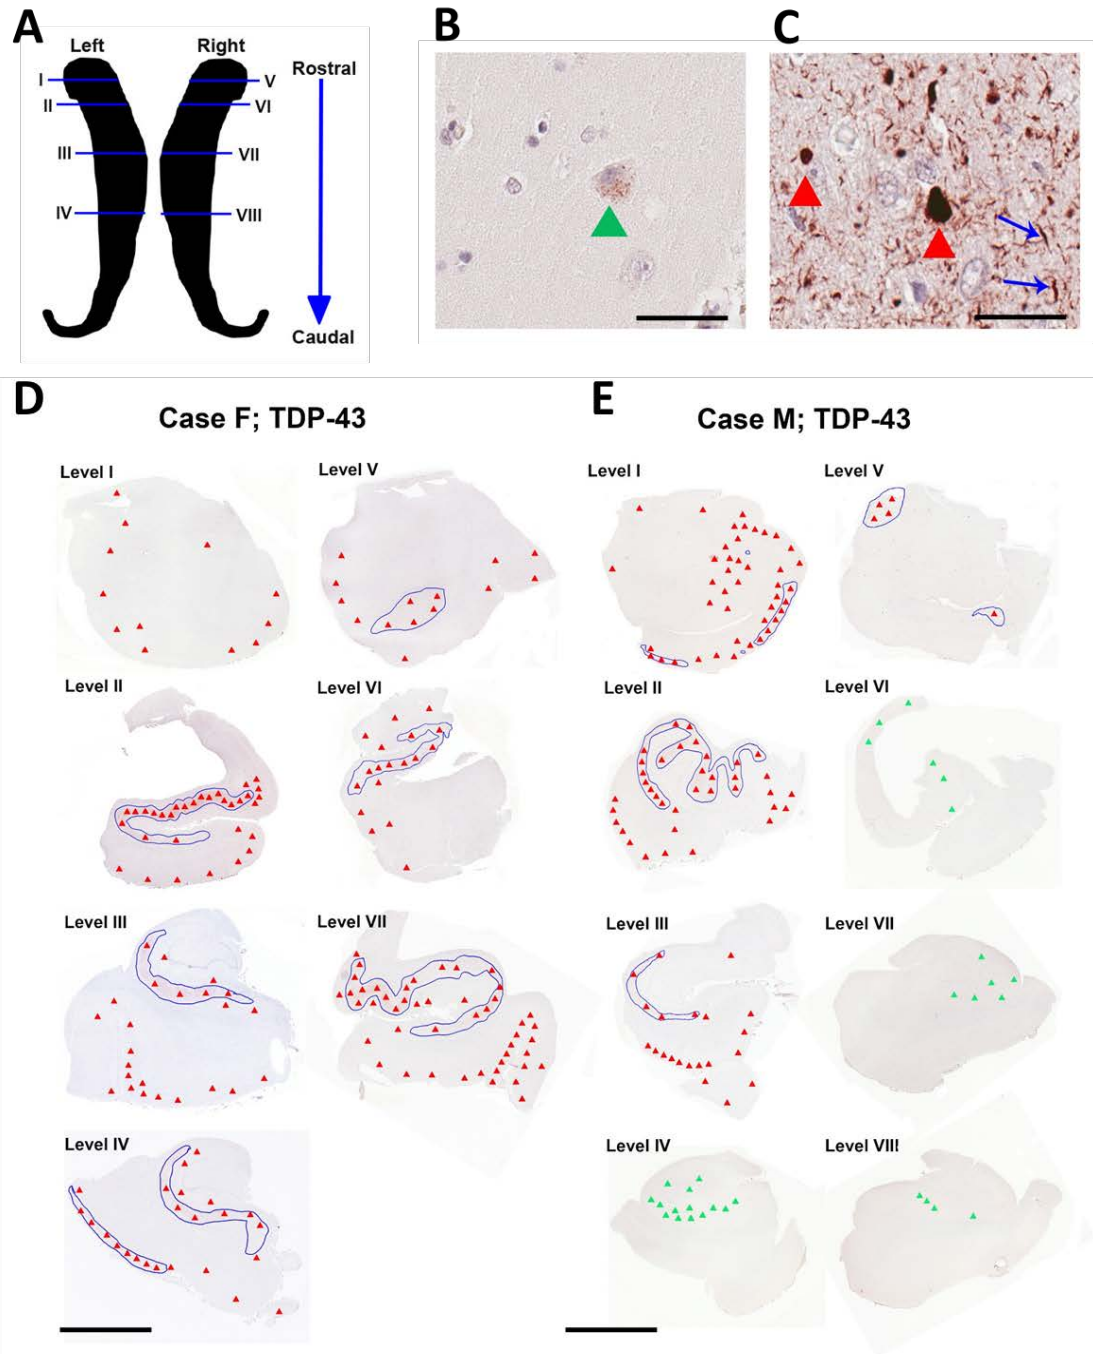 A
Left
Right
Rostral
I
V
II
VI
III
VII
IV
VIII
Caudal
B
C
D
Case F; TDP-43
Level I
Level V
Level II
Level VI
Level III
Level VII
Level IV
E
Case M; TDP-43
Level I
Level V
Level II
Level VI
Level III
Level VII
Level IV
Level VIII